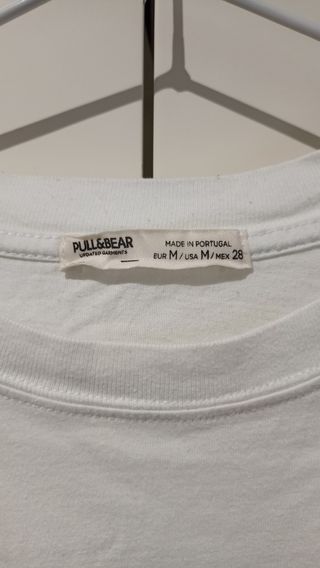 PULL&BEAR
UPDATED GARMENTS
MADE IN PORTUGAL
EUR M / USA M / MEX 28